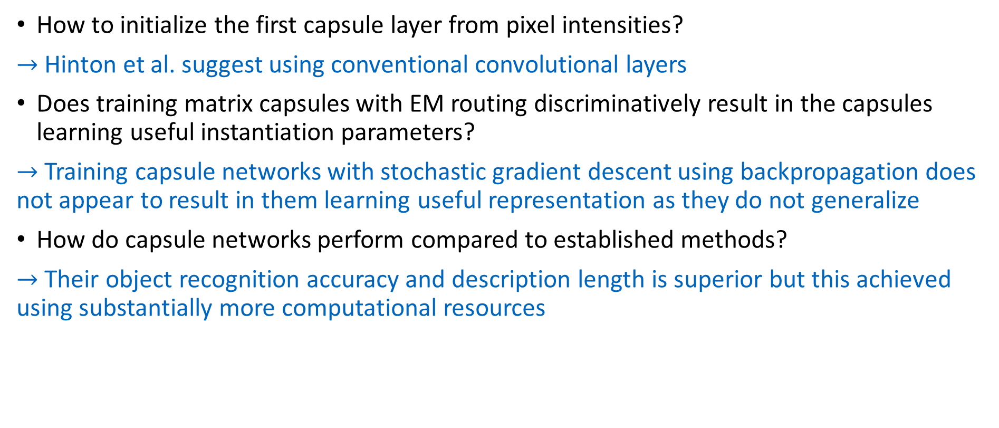 • How to initialize the first capsule layer from pixel intensities?
→ Hinton et al. suggest using conventional convolutional layers
• Does training matrix capsules with EM routing discriminatively result in the capsules
learning useful instantiation parameters?
→ Training capsule networks with stochastic gradient descent using backpropagation does
not appear to result in them learning useful representation as they do not generalize
• How do capsule networks perform compared to established methods?
→ Their object recognition accuracy and description length is superior but this achieved
using substantially more computational resources